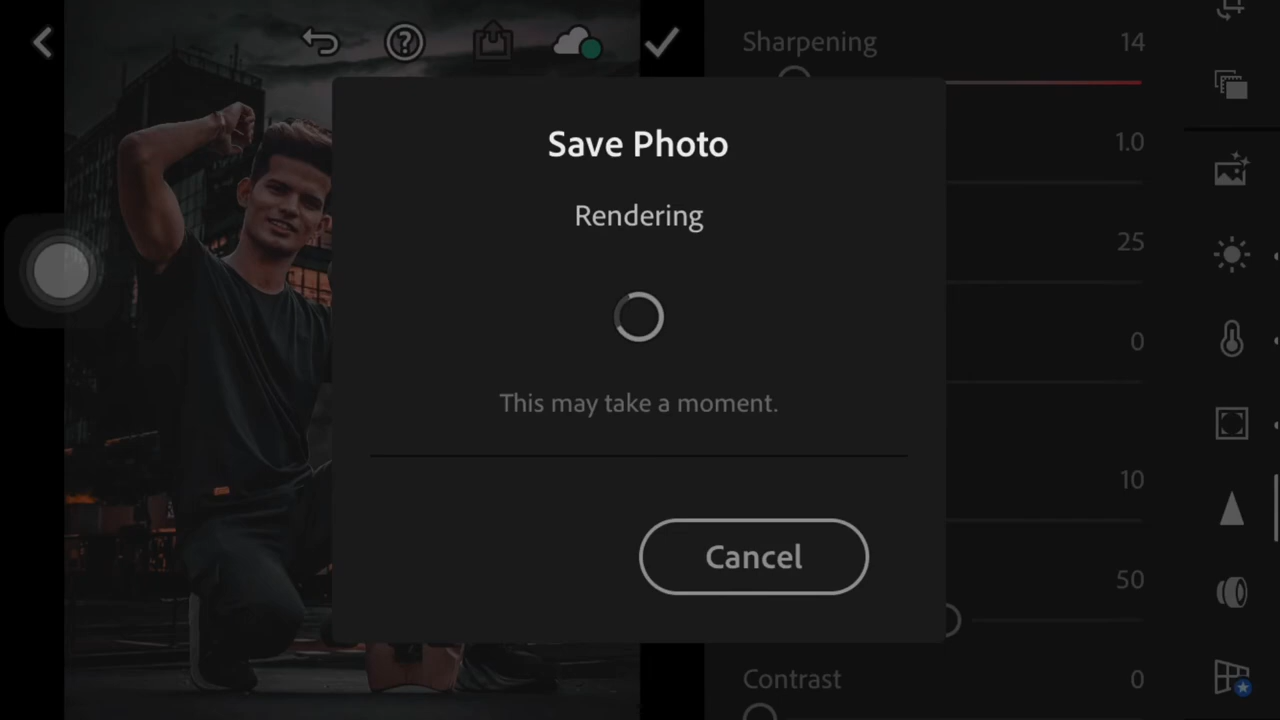 Sharpening 14
Save Photo
1.0
Rendering
25
0
This may take a moment.
10
Cancel
50
Contrast 0